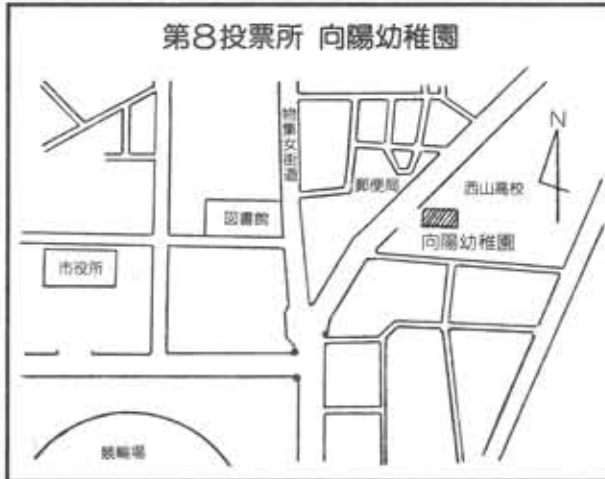 第8投票所 向陽幼稚園
物集女街道
N
郵便局
西山高校
図書館
向陽幼稚園
市役所
競輪場